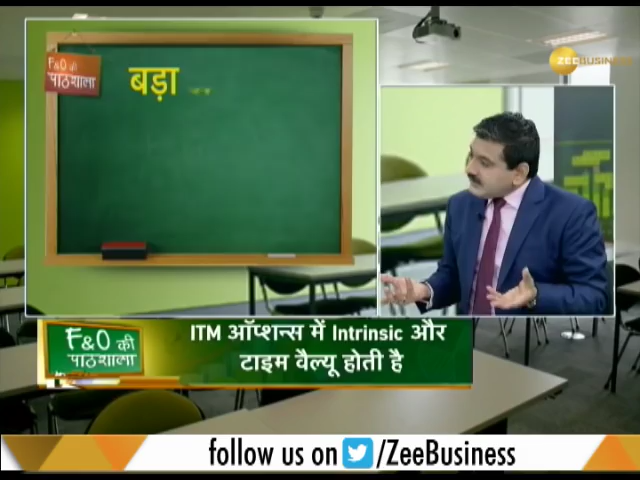 F&O की
पाठशाला
बड़ा
ZEEBUSINESS
F&O की
पाठशाला
ITM ऑप्शन्स में Intrinsic और
टाइम वैल्यू होती है
follow us on /ZeeBusiness